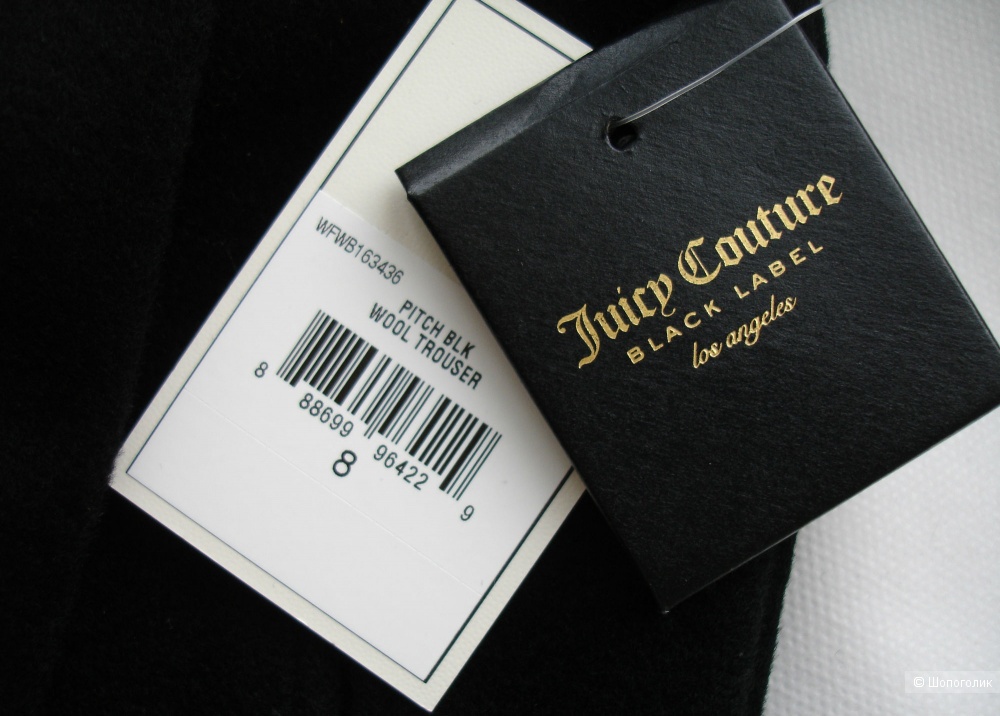 WFWB163436
PITCH BLK
WOOL TROUSER
8 88699 96422 9
8
Juicy Couture
BLACK LABEL
los angeles
© Шопоголик